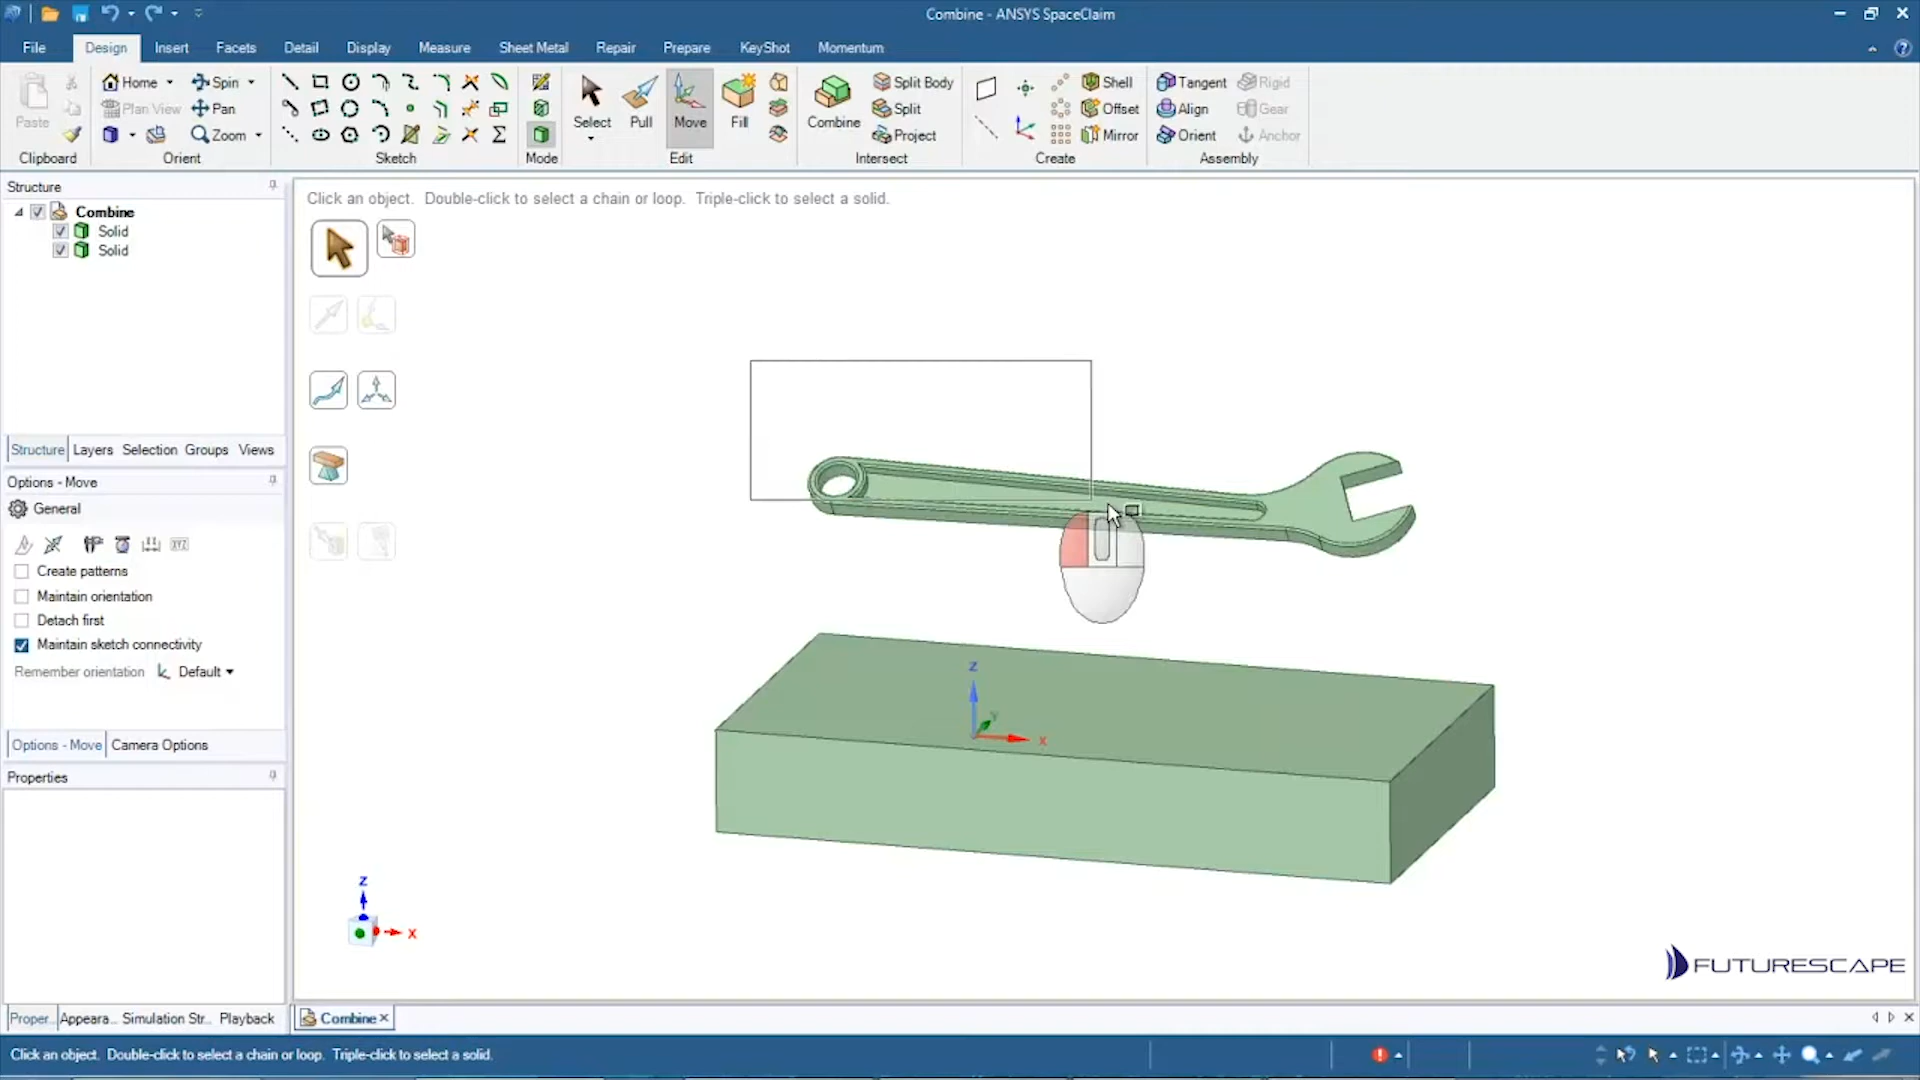 Combine - ANSYS SpaceClaim
File Design Insert Facets Detail Display Measure Sheet Metal Repair Prepare KeyShot Momentum
Paste
Clipboard
Home Spin
Plan View Pan
Zoom
Orient
Sketch
Mode
Select Pull Move Fill
Edit
Combine
Split Body
Split
Project
Intersect
Shell
Offset
Mirror
Create
Tangent Rigid
Align Gear
Orient Anchor
Assembly
Structure
Combine
Solid
Solid
Structure Layers Selection Groups Views
Options - Move
General
XYZ
Create patterns
Maintain orientation
Detach first
Maintain sketch connectivity
Remember orientation Default
Options - Move Camera Options
Properties
Proper... Appeara... Simulation Str... Playback
Click an object. Double-click to select a chain or loop. Triple-click to select a solid.
Z
Y
X
Z
X
FUTURESCAPE
Combine
Click an object. Double-click to select a chain or loop. Triple-click to select a solid.